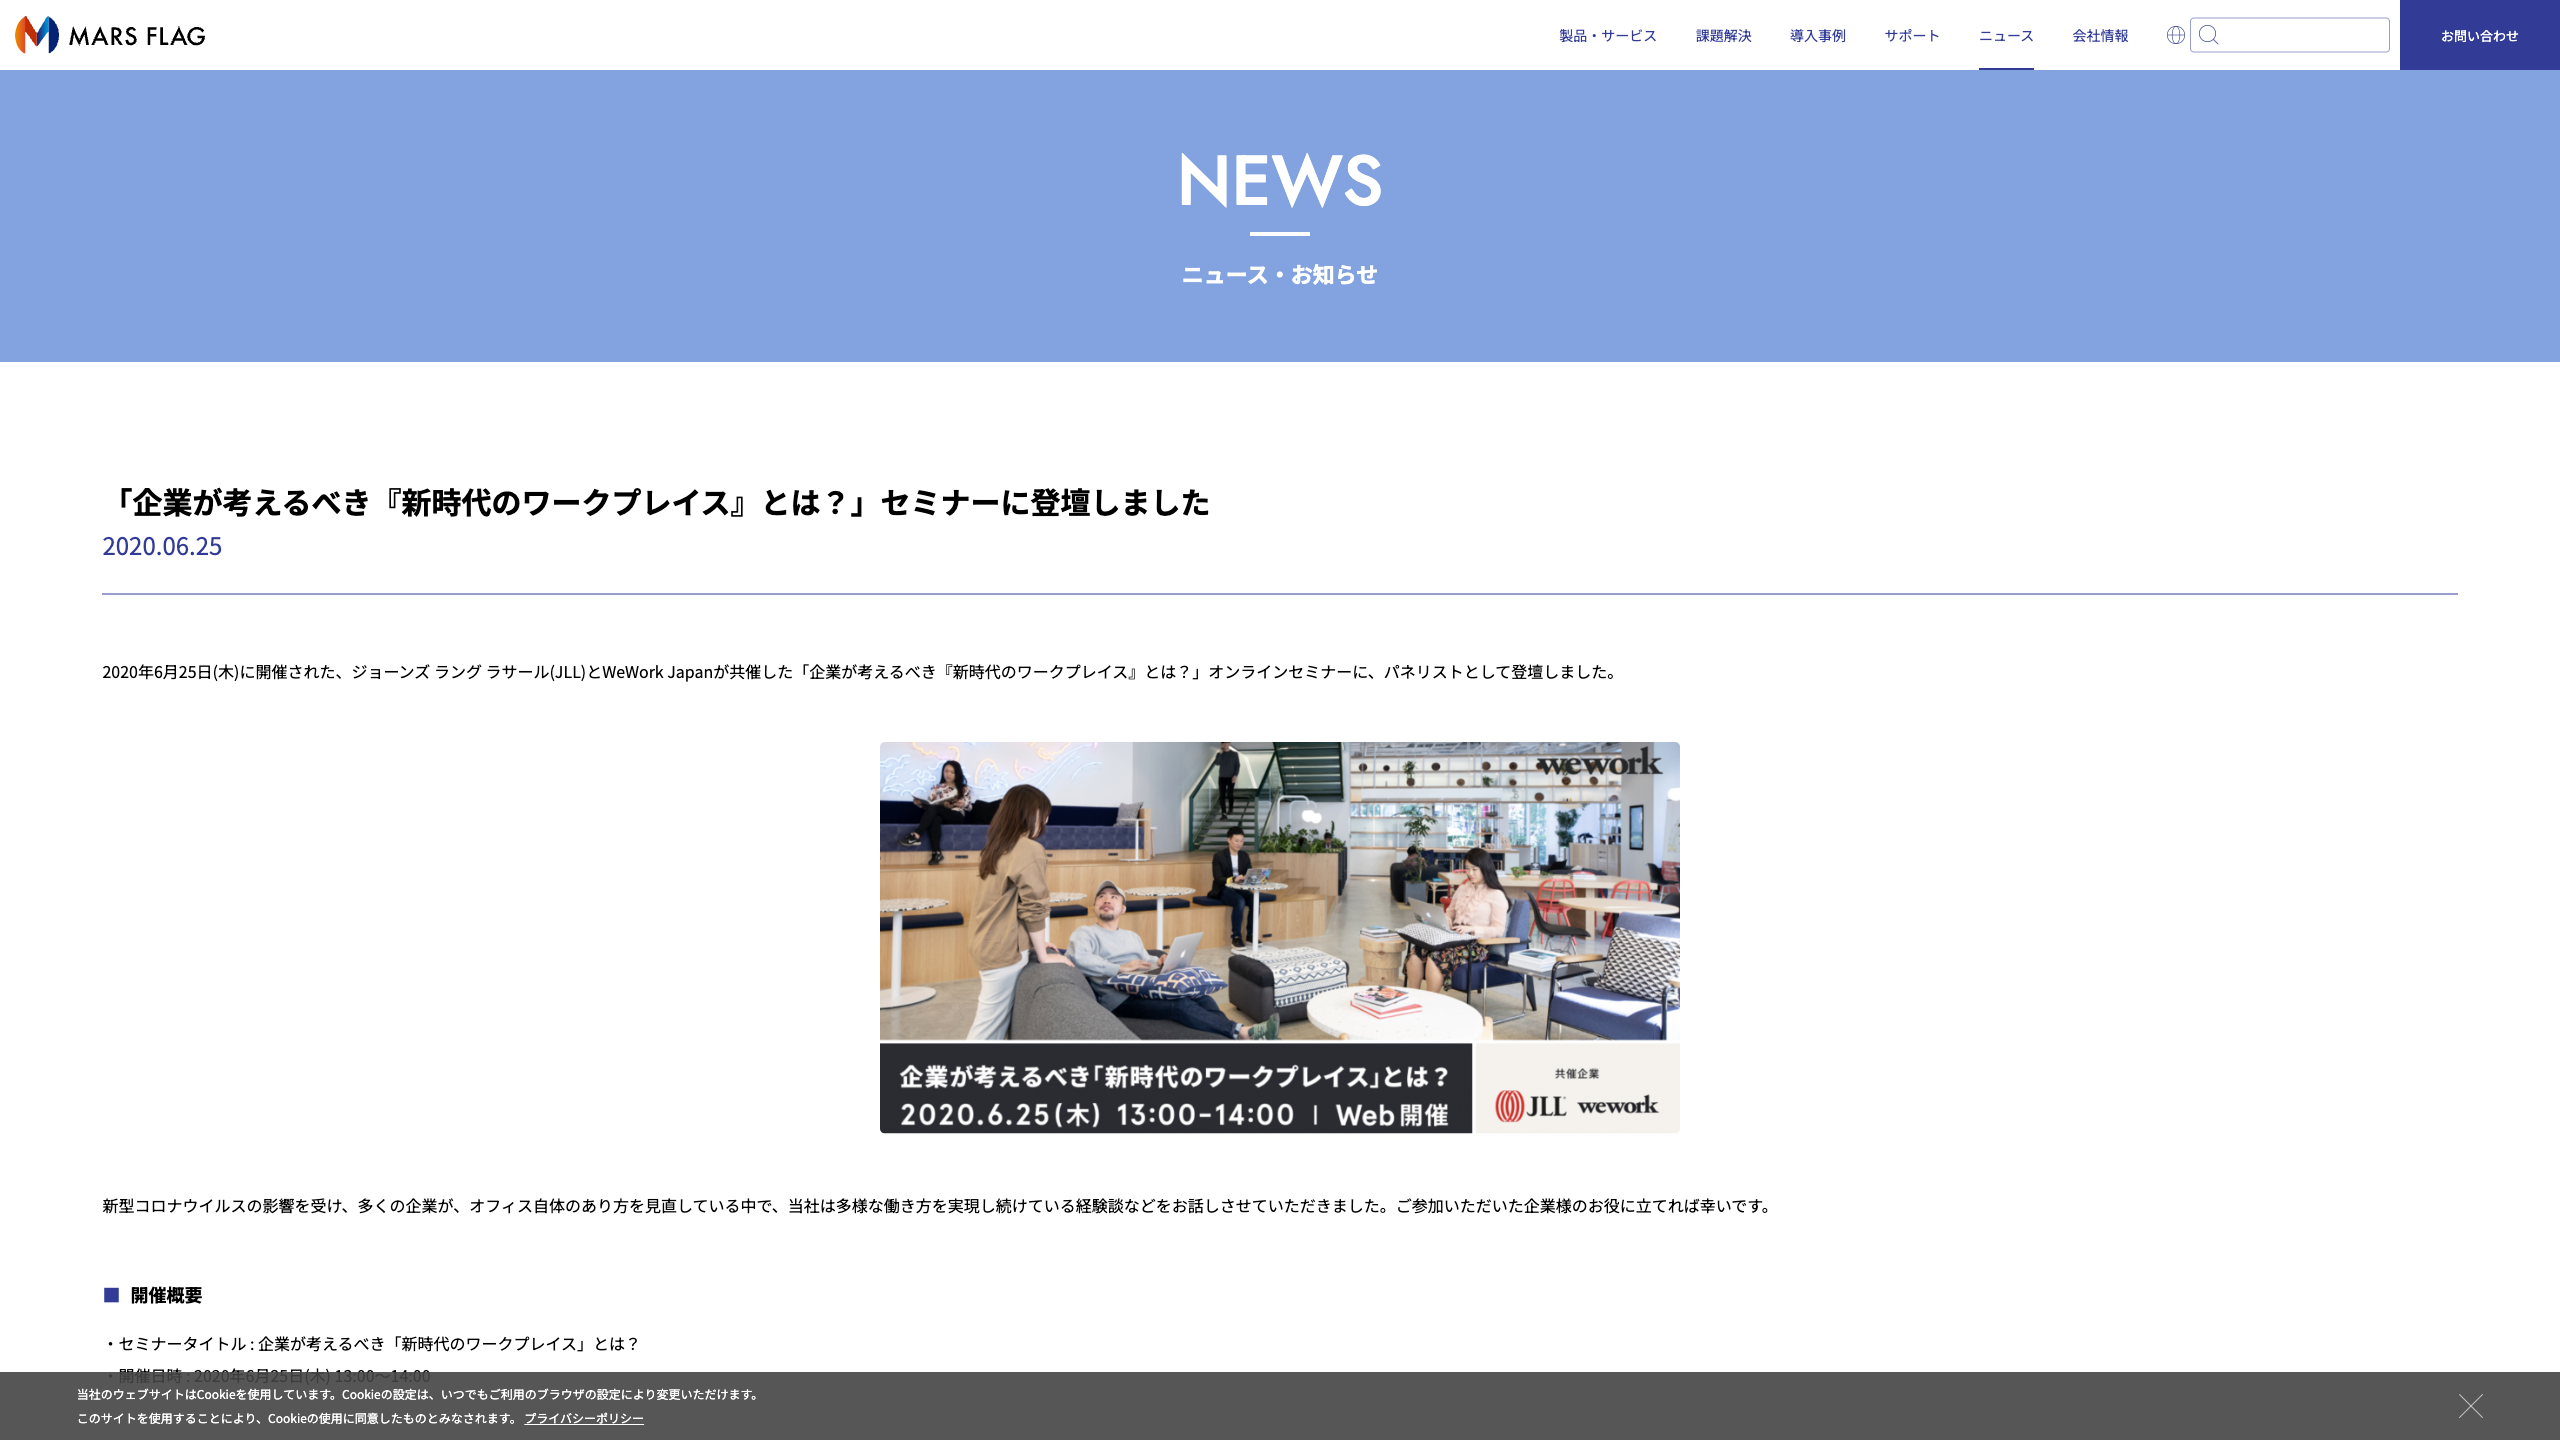 MARS FLAG
製品・サービス
課題解決
導入事例
サポート
ニュース
会社情報
お問い合わせ
NEWS
ニュース・お知らせ
「企業が考えるべき『新時代のワークプレイス』とは？」セミナーに登壇しました
2020.06.25
2020年6月25日(木)に開催された、ジョーンズ ラング ラサール(JLL)とWeWork Japanが共催した「企業が考えるべき『新時代のワークプレイス』とは？」オンラインセミナーに、パネリストとして登壇しました。
wework
企業が考えるべき「新時代のワークプレイス」とは？
2020.6.25(木) 13:00-14:00 | Web開催
共催企業
JLL wework
新型コロナウイルスの影響を受け、多くの企業が、オフィス自体のあり方を見直している中で、当社は多様な働き方を実現し続けている経験談などをお話しさせていただきました。ご参加いただいた企業様のお役に立てれば幸いです。
■ 開催概要
・セミナータイトル : 企業が考えるべき「新時代のワークプレイス」とは？
・開催日時 : 2020年6月25日(木) 13:00〜14:00
当社のウェブサイトはCookieを使用しています。Cookieの設定は、いつでもご利用のブラウザの設定により変更いただけます。
このサイトを使用することにより、Cookieの使用に同意したものとみなされます。 プライバシーポリシー